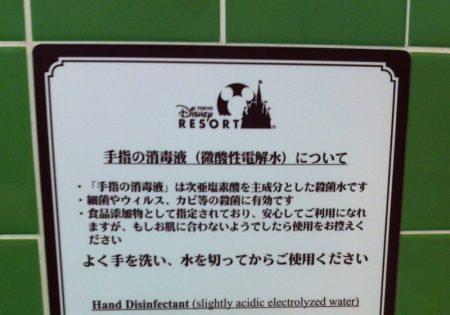 TOKYO
Disney
RESORT®
手指の消毒液（微酸性電解水）について
・「手指の消毒液」は次亜塩素酸を主成分とした殺菌水です
・細菌やウィルス、カビ等の殺菌に有効です
・食品添加物として指定されており、安心してご利用になれ
ますが、もしお肌に合わないようでしたら使用をお控えく
ださい
よく手を洗い、水を切ってからご使用ください
Hand Disinfectant (slightly acidic electrolyzed water)